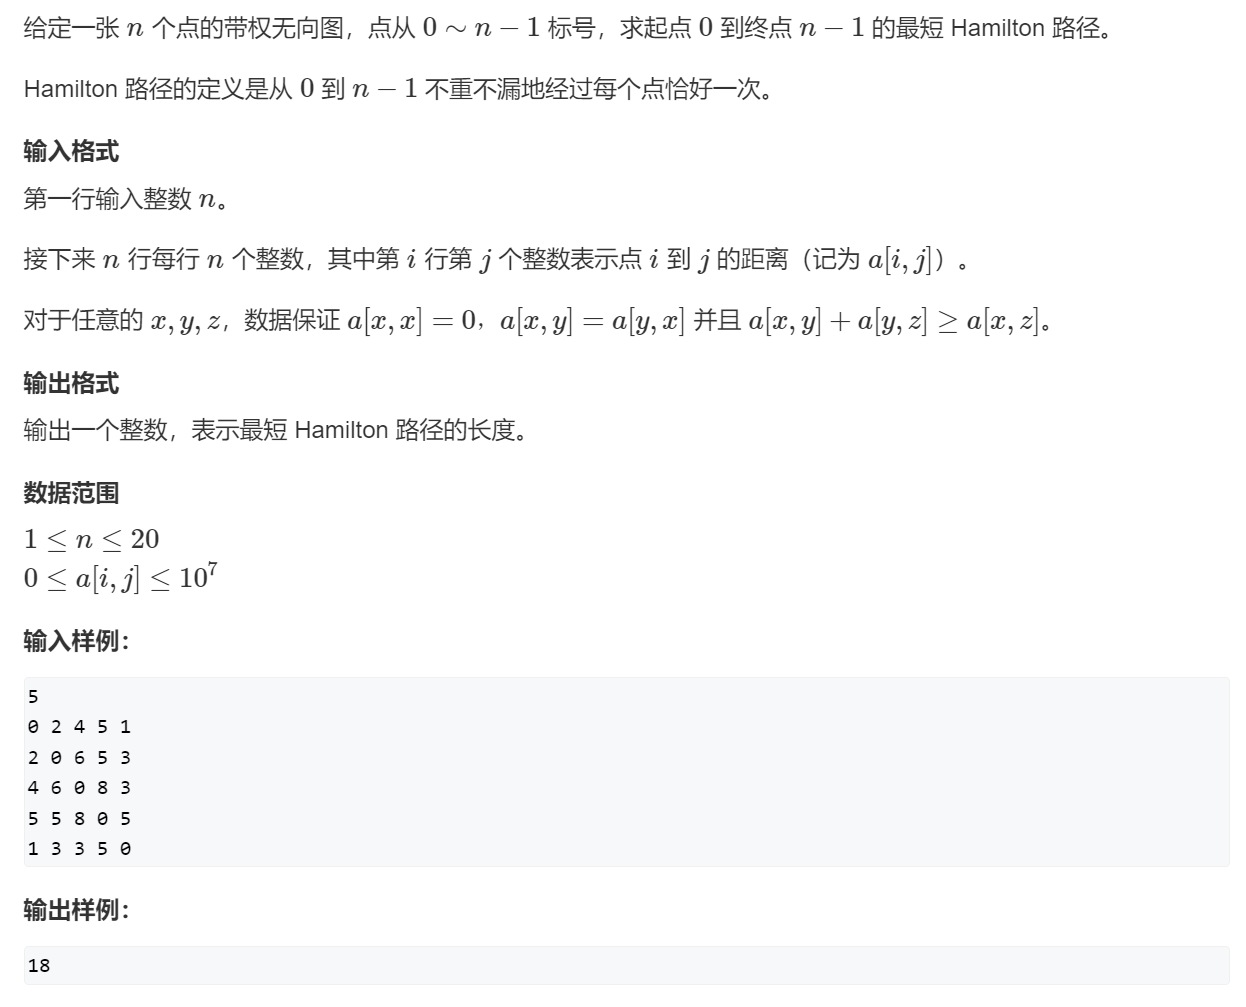 给定一张 n 个点的带权无向图，点从 0 ∼ n − 1 标号，求起点 0 到终点 n − 1 的最短 Hamilton 路径。
Hamilton 路径的定义是从 0 到 n − 1 不重不漏地经过每个点恰好一次。
输入格式
第一行输入整数 n。
接下来 n 行每行 n 个整数，其中第 i 行第 j 个整数表示点 i 到 j 的距离（记为 a[i, j]）。
对于任意的 x, y, z，数据保证 a[x, x] = 0，a[x, y] = a[y, x] 并且 a[x, y] + a[y, z] ≥ a[x, z]。
输出格式
输出一个整数，表示最短 Hamilton 路径的长度。
数据范围
1 ≤ n ≤ 20
0 ≤ a[i, j] ≤ 10⁷
输入样例：
5
0 2 4 5 1
2 0 6 5 3
4 6 0 8 3
5 5 8 0 5
1 3 3 5 0
输出样例：
18